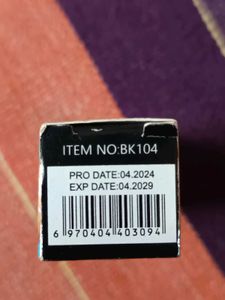 ITEM NO:BK104
PRO DATE:04.2024
EXP DATE:04.2029
6 970404 403094